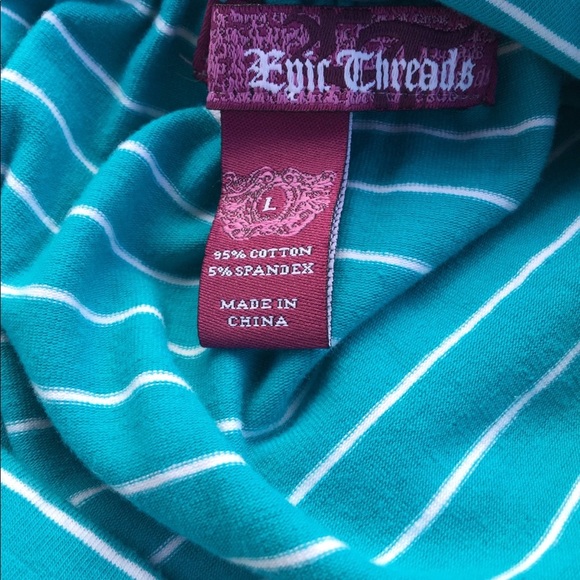 Epic Threads
L
95% COTTON
5% SPANDEX
MADE IN
CHINA